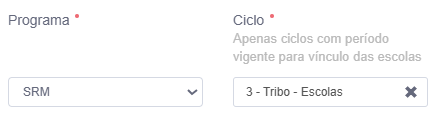 Programa *
Ciclo *
Apenas ciclos com período
vigente para vínculo das escolas
SRM
3 - Tribo - Escolas